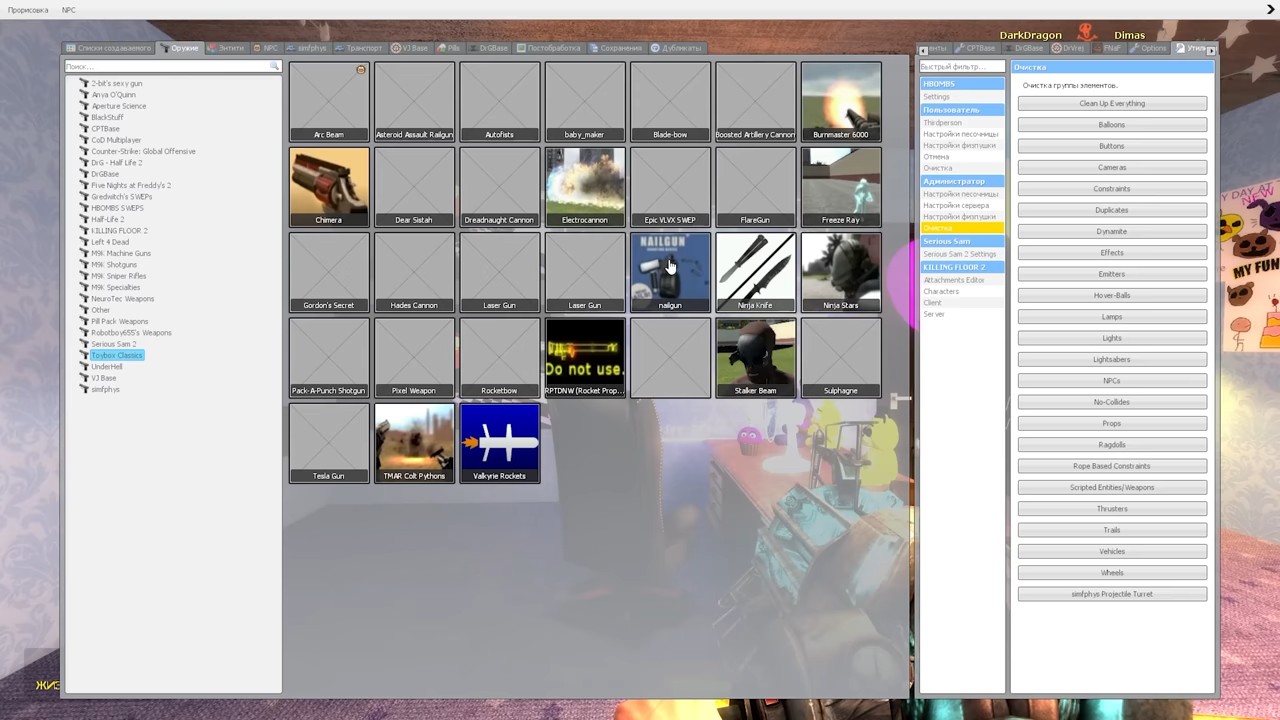 Прорисовка NPC
DarkDragon Dimas
Списки создаваемого Оружие Энтити NPC simfphys Транспорт VJ Base Pills DrGBase Постобработка Сохранения Дубликаты
CPTBase DrGBase DrVrej FNaF Options
Поиск...
2-bit's sexy gun
Anya O'Quinn
Aperture Science
BlackStuff
CPTBase
CoD Multiplayer
Counter-Strike: Global Offensive
DrG - Half Life 2
DrGBase
Five Nights at Freddy's 2
Gredwitch's SWEPs
HBOMBS SWEPS
Half-Life 2
KILLING FLOOR 2
Left 4 Dead
M9K Machine Guns
M9K Shotguns
M9K Sniper Rifles
M9K Specialties
NeuroTec Weapons
Other
Pill Pack Weapons
Robotboy655's Weapons
Serious Sam 2
Toybox Classics
UnderHell
VJ Base
simfphys
Arc Beam Asteroid Assault Railgun Autofists baby_maker Blade-bow Boosted Artillery Cannon Burnmaster 6000
Chimera Dear Sistah Dreadnaught Cannon Electrocannon Epic VLVX SWEP FlareGun Freeze Ray
NAILGUN
Gordon's Secret Hades Cannon Laser Gun Laser Gun nailgun Ninja Knife Ninja Stars
Do not use.
Pack-A-Punch Shotgun Pixel Weapon Rocketbow RPTDNW (Rocket Prop... Stalker Beam Sulphagne
Tesla Gun TMAR Colt Pythons Valkyrie Rockets
Быстрый фильтр...
HBOMBS
Settings
Пользователь
Thirdperson
Настройки песочницы
Настройки физпушки
Отмена
Очистка
Администратор
Настройки песочницы
Настройки сервера
Настройки физпушки
Очистка
Serious Sam
Serious Sam 2 Settings
KILLING FLOOR 2
Attachments Editor
Characters
Client
Server
Очистка
Очистка группы элементов.
Clean Up Everything
Balloons
Buttons
Cameras
Constraints
Duplicates
Dynamite
Effects
Emitters
Hover-Balls
Lamps
Lights
Lightsabers
NPCs
No-Collides
Props
Ragdolls
Rope Based Constraints
Scripted Entities/Weapons
Thrusters
Trails
Vehicles
Wheels
simfphys Projectile Turret
MY FUN